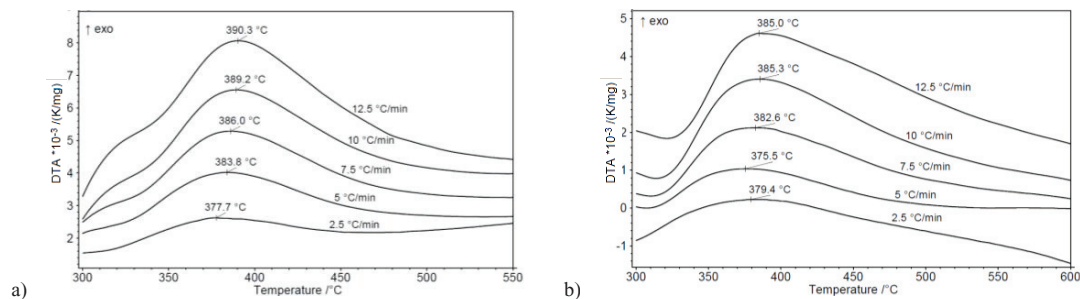 ↑ exo
DTA *10⁻³ /(K/mg)
8
7
6
5
4
3
2
390.3 °C
389.2 °C
386.0 °C
383.8 °C
377.7 °C
12.5 °C/min
10 °C/min
7.5 °C/min
5 °C/min
2.5 °C/min
300 350 400 450 500 550
Temperature /°C
a)
↑ exo
DTA *10⁻³ /(K/mg)
5
4
3
2
1
0
-1
385.0 °C
385.3 °C
382.6 °C
375.5 °C
379.4 °C
12.5 °C/min
10 °C/min
7.5 °C/min
5 °C/min
2.5 °C/min
300 350 400 450 500 550 600
Temperature /°C
b)